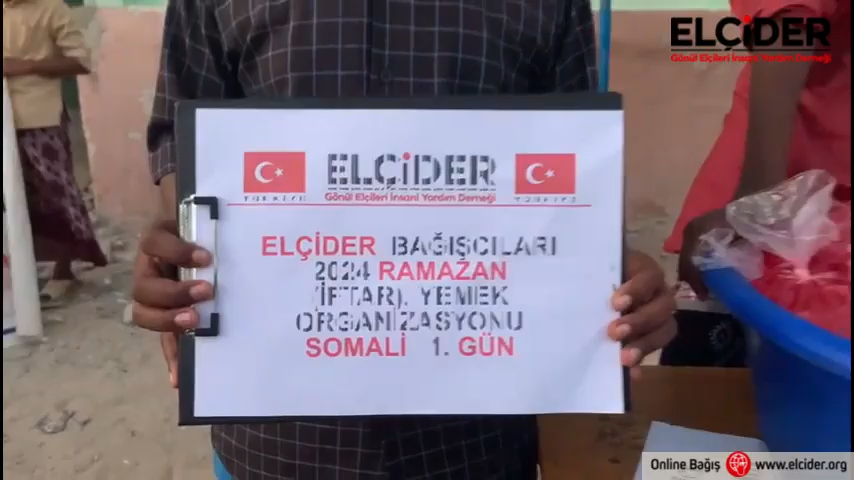 ELÇİDER
Gönül Elçileri İnsani Yardım Derneği
TÜRKİYE
ELÇİDER
Gönül Elçileri İnsani Yardım Derneği
TÜRKİYE
ELÇİDER BAĞIŞCILARI
2024 RAMAZAN
(İFTAR). YEMEK
ORGANİZASYONU
SOMALİ 1. GÜN
Online Bağış www.elcider.org